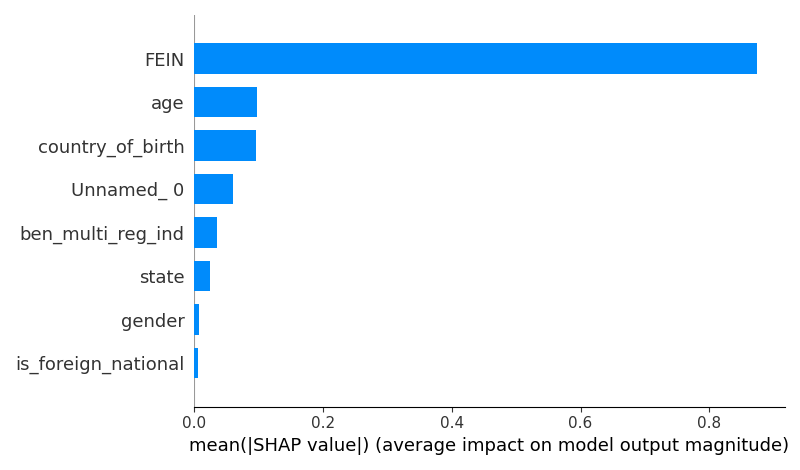 FEIN
age
country_of_birth
Unnamed_ 0
ben_multi_reg_ind
state
gender
is_foreign_national
0.0 0.2 0.4 0.6 0.8
mean(|SHAP value|) (average impact on model output magnitude)